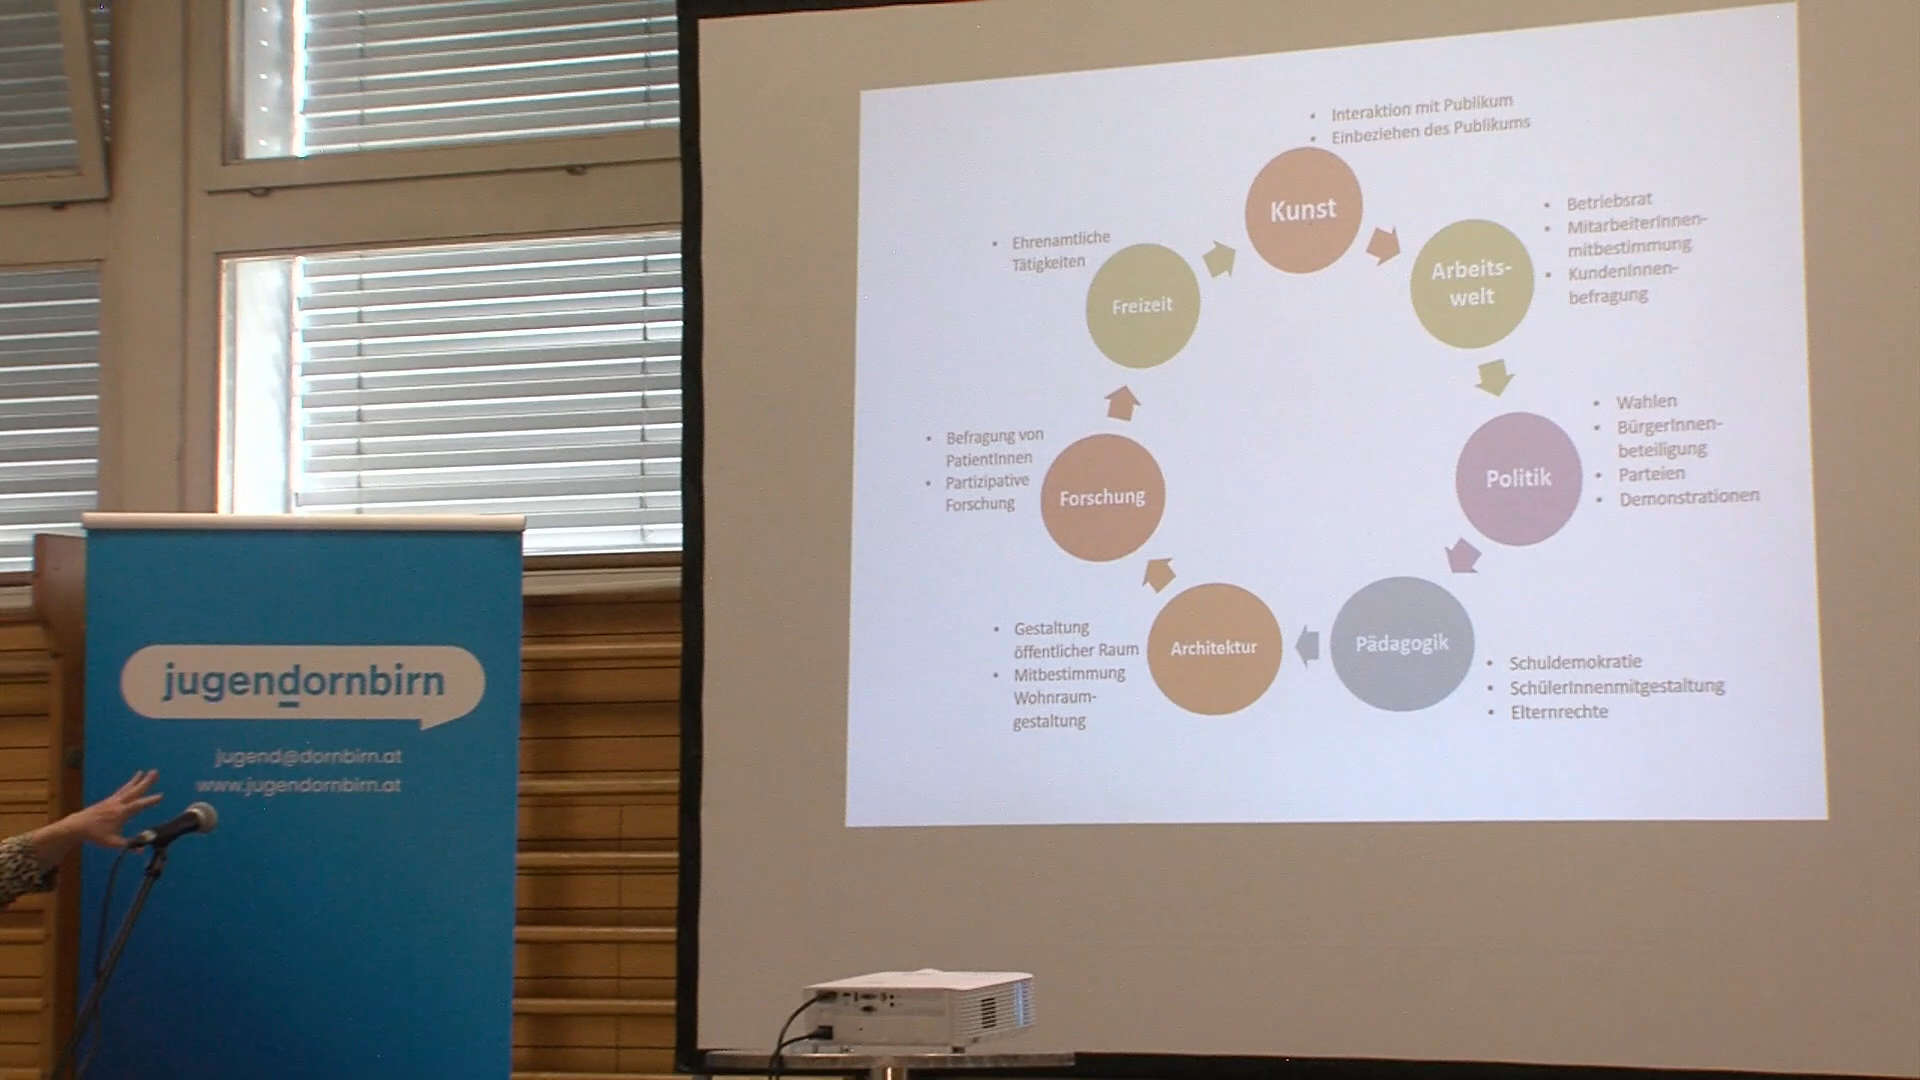 Interaktion mit Publikum
Einbeziehen des Publikums
Kunst
Betriebsrat
MitarbeiterInnen-
mitbestimmung
KundenInnen-
befragung
Arbeits-
welt
Wahlen
BürgerInnen-
beteiligung
Parteien
Demonstrationen
Politik
Pädagogik
Schuldemokratie
SchülerInnenmitgestaltung
Elternrechte
Architektur
Gestaltung
öffentlicher Raum
Mitbestimmung
Wohnraum-
gestaltung
Forschung
Befragung von
PatientInnen
Partizipative
Forschung
Freizeit
Ehrenamtliche
Tätigkeiten
jugendornbirn
jugend@dornbirn.at
www.jugendornbirn.at